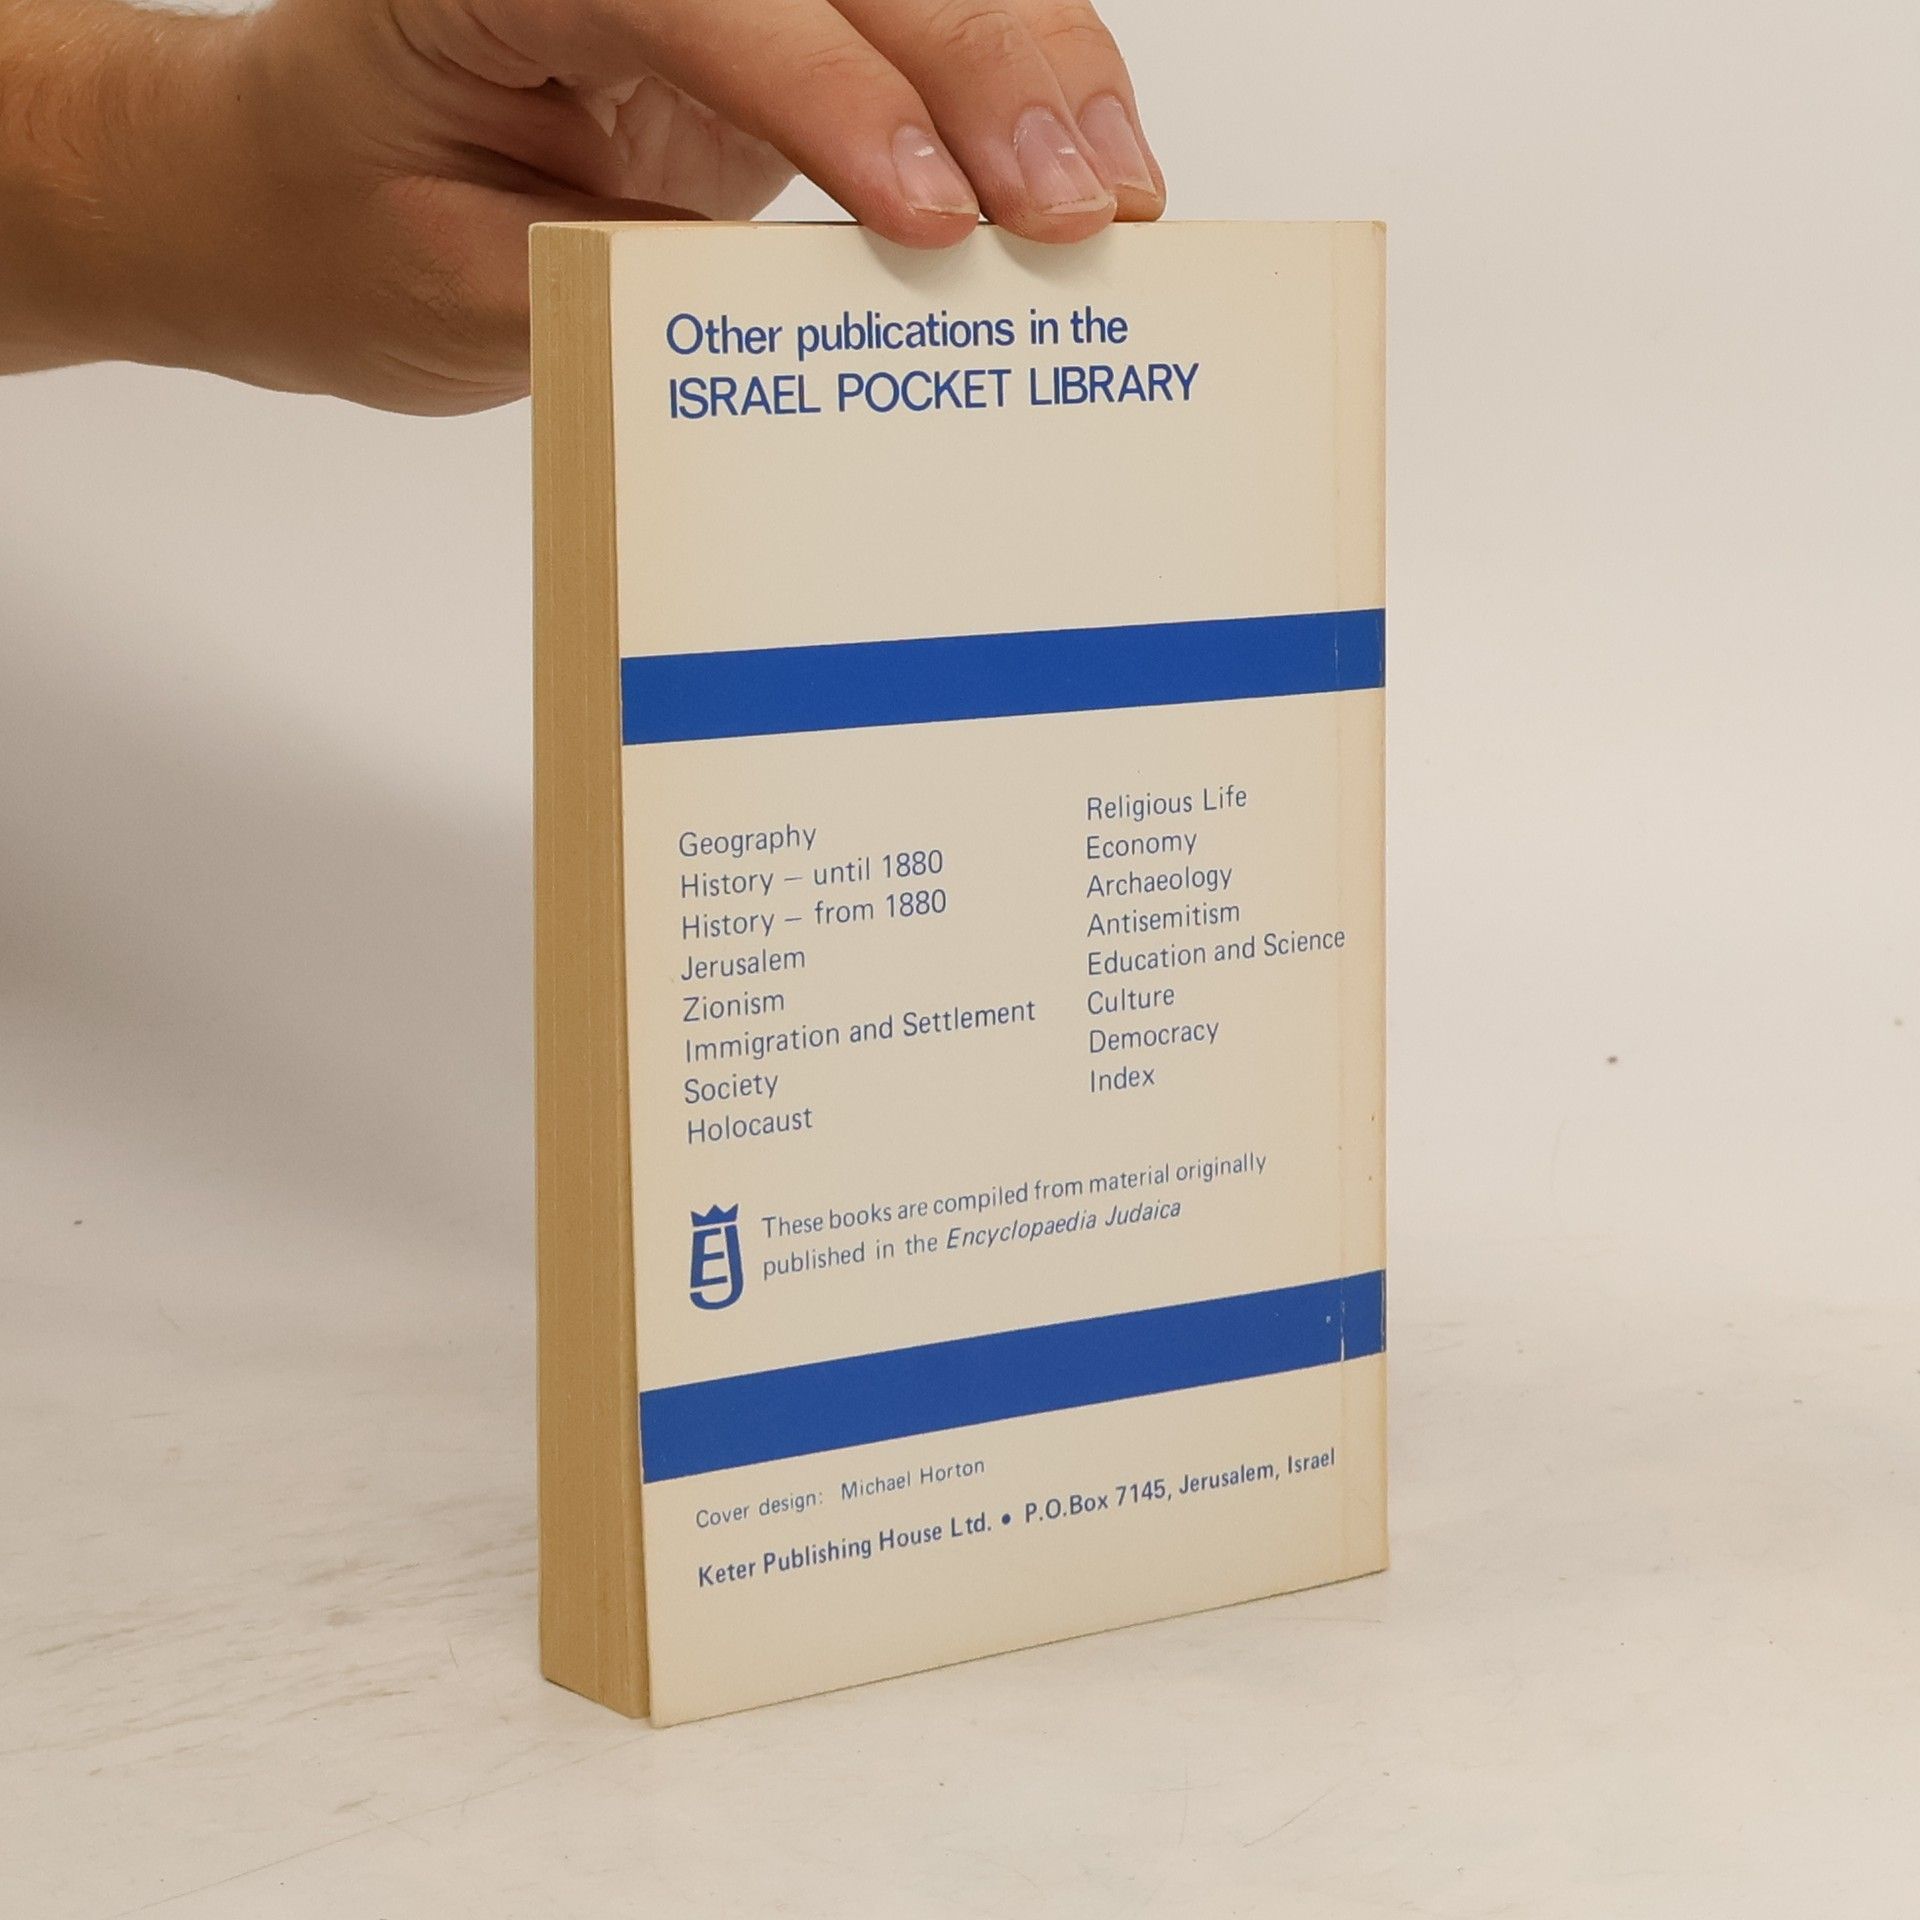 Other publications in the
ISRAEL POCKET LIBRARY
Geography
History – until 1880
History – from 1880
Jerusalem
Zionism
Immigration and Settlement
Society
Holocaust
Religious Life
Economy
Archaeology
Antisemitism
Education and Science
Culture
Democracy
Index
EJ
These books are compiled from material originally
published in the Encyclopaedia Judaica
Cover design: Michael Horton
Keter Publishing House Ltd. • P.O.Box 7145, Jerusalem, Israel